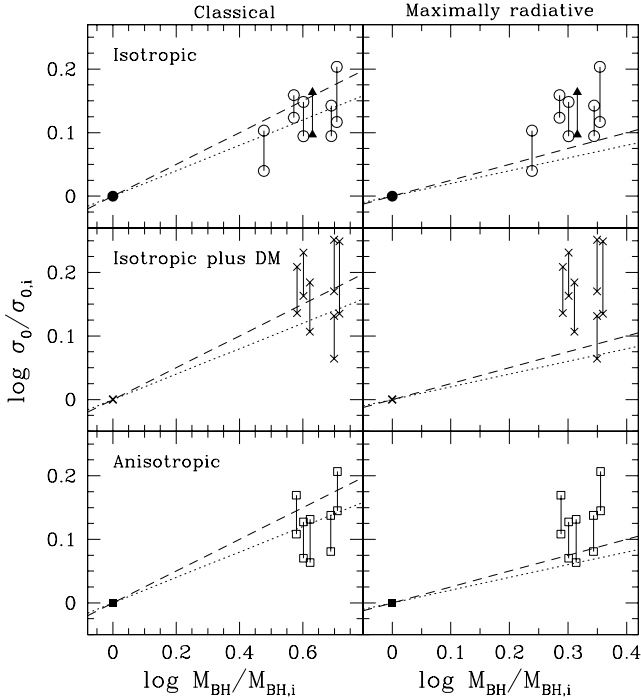 Classical
Maximally radiative
Isotropic
0.2
0.1
0
Isotropic plus DM
0.2
0.1
0
log σ0/σ0,i
Anisotropic
0.2
0.1
0
0 0.2 0.4 0.6
0 0.1 0.2 0.3 0.4
log MBH/MBH,i
log MBH/MBH,i